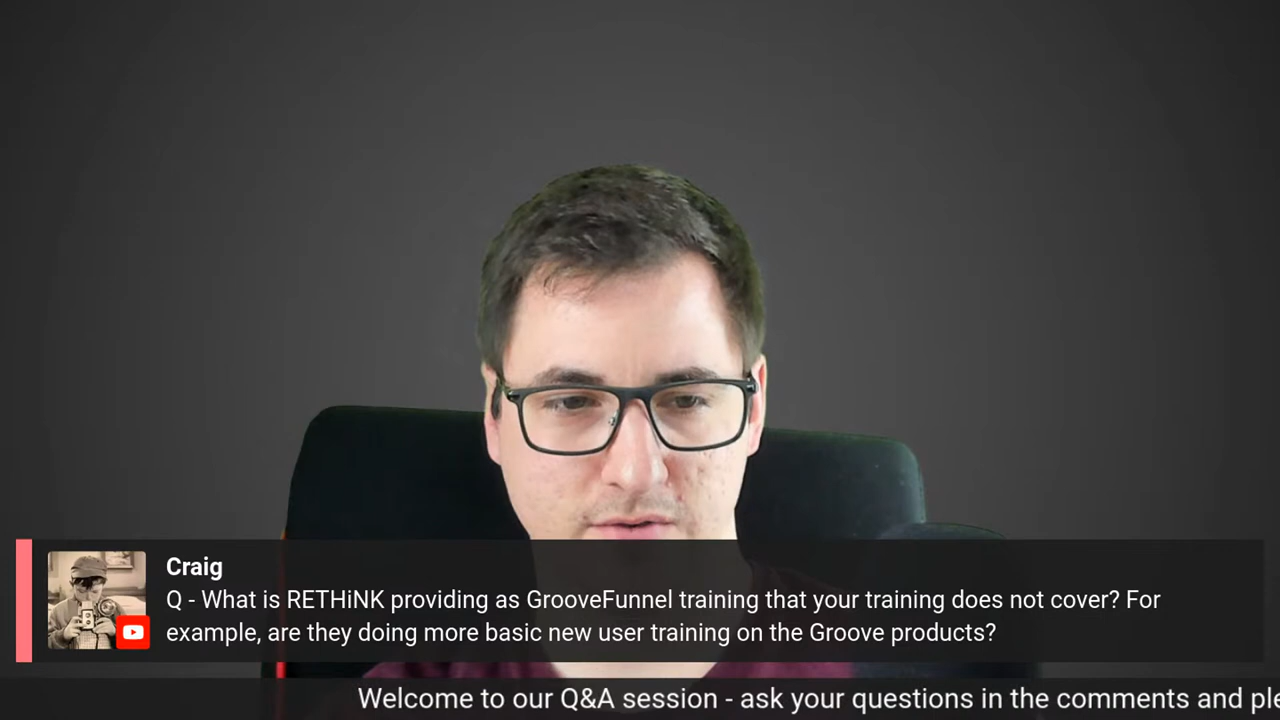 Craig
Q - What is RETHiNK providing as GrooveFunnel training that your training does not cover? For
example, are they doing more basic new user training on the Groove products?
Welcome to our Q&A session - ask your questions in the comments and ple